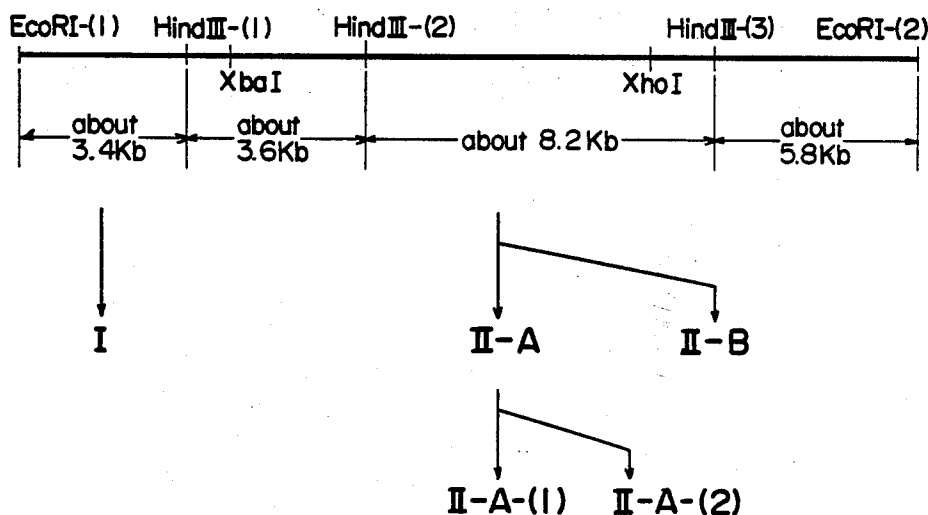 EcoRI-(1) HindIII-(1) HindIII-(2) HindIII-(3) EcoRI-(2)
XbaI XhoI
about 3.4Kb about 3.6Kb about 8.2Kb about 5.8Kb
I II-A II-B
II-A-(1) II-A-(2)